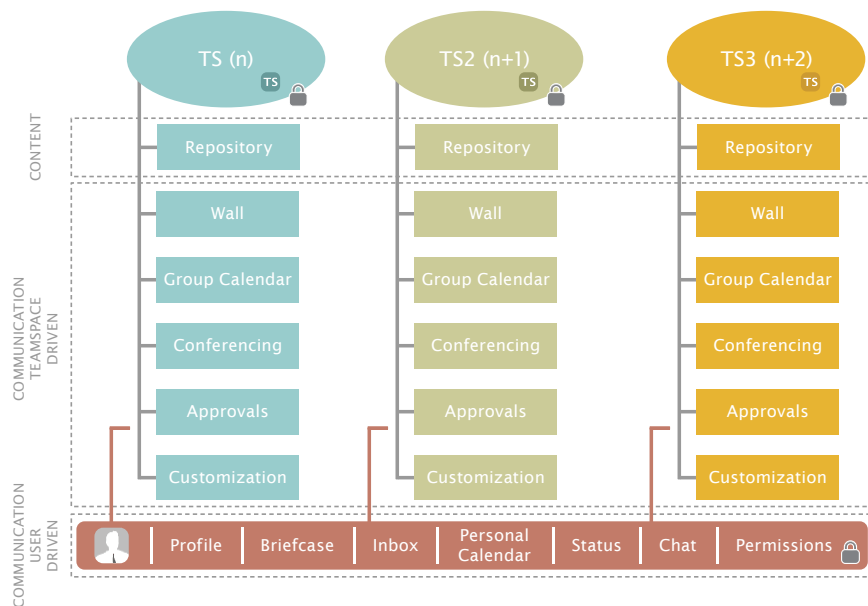 TS (n)
TS
TS2 (n+1)
TS
TS3 (n+2)
TS
CONTENT
Repository
Repository
Repository
COMMUNICATION
TEAMSPACE
DRIVEN
Wall
Wall
Wall
Group Calendar
Group Calendar
Group Calendar
Conferencing
Conferencing
Conferencing
Approvals
Approvals
Approvals
Customization
Customization
Customization
COMMUNICATION
USER
DRIVEN
Profile
Briefcase
Inbox
Personal
Calendar
Status
Chat
Permissions